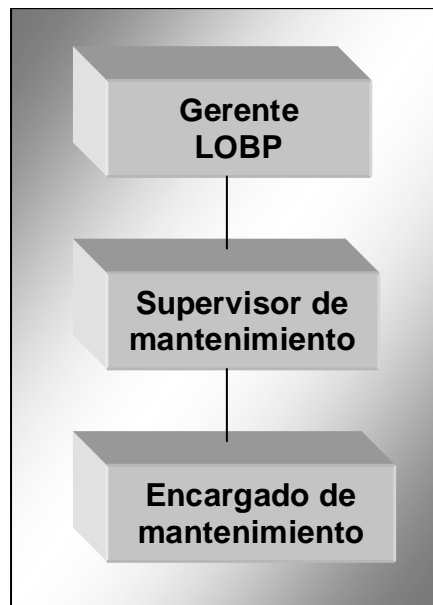 Gerente
LOBP
Supervisor de
mantenimiento
Encargado de
mantenimiento